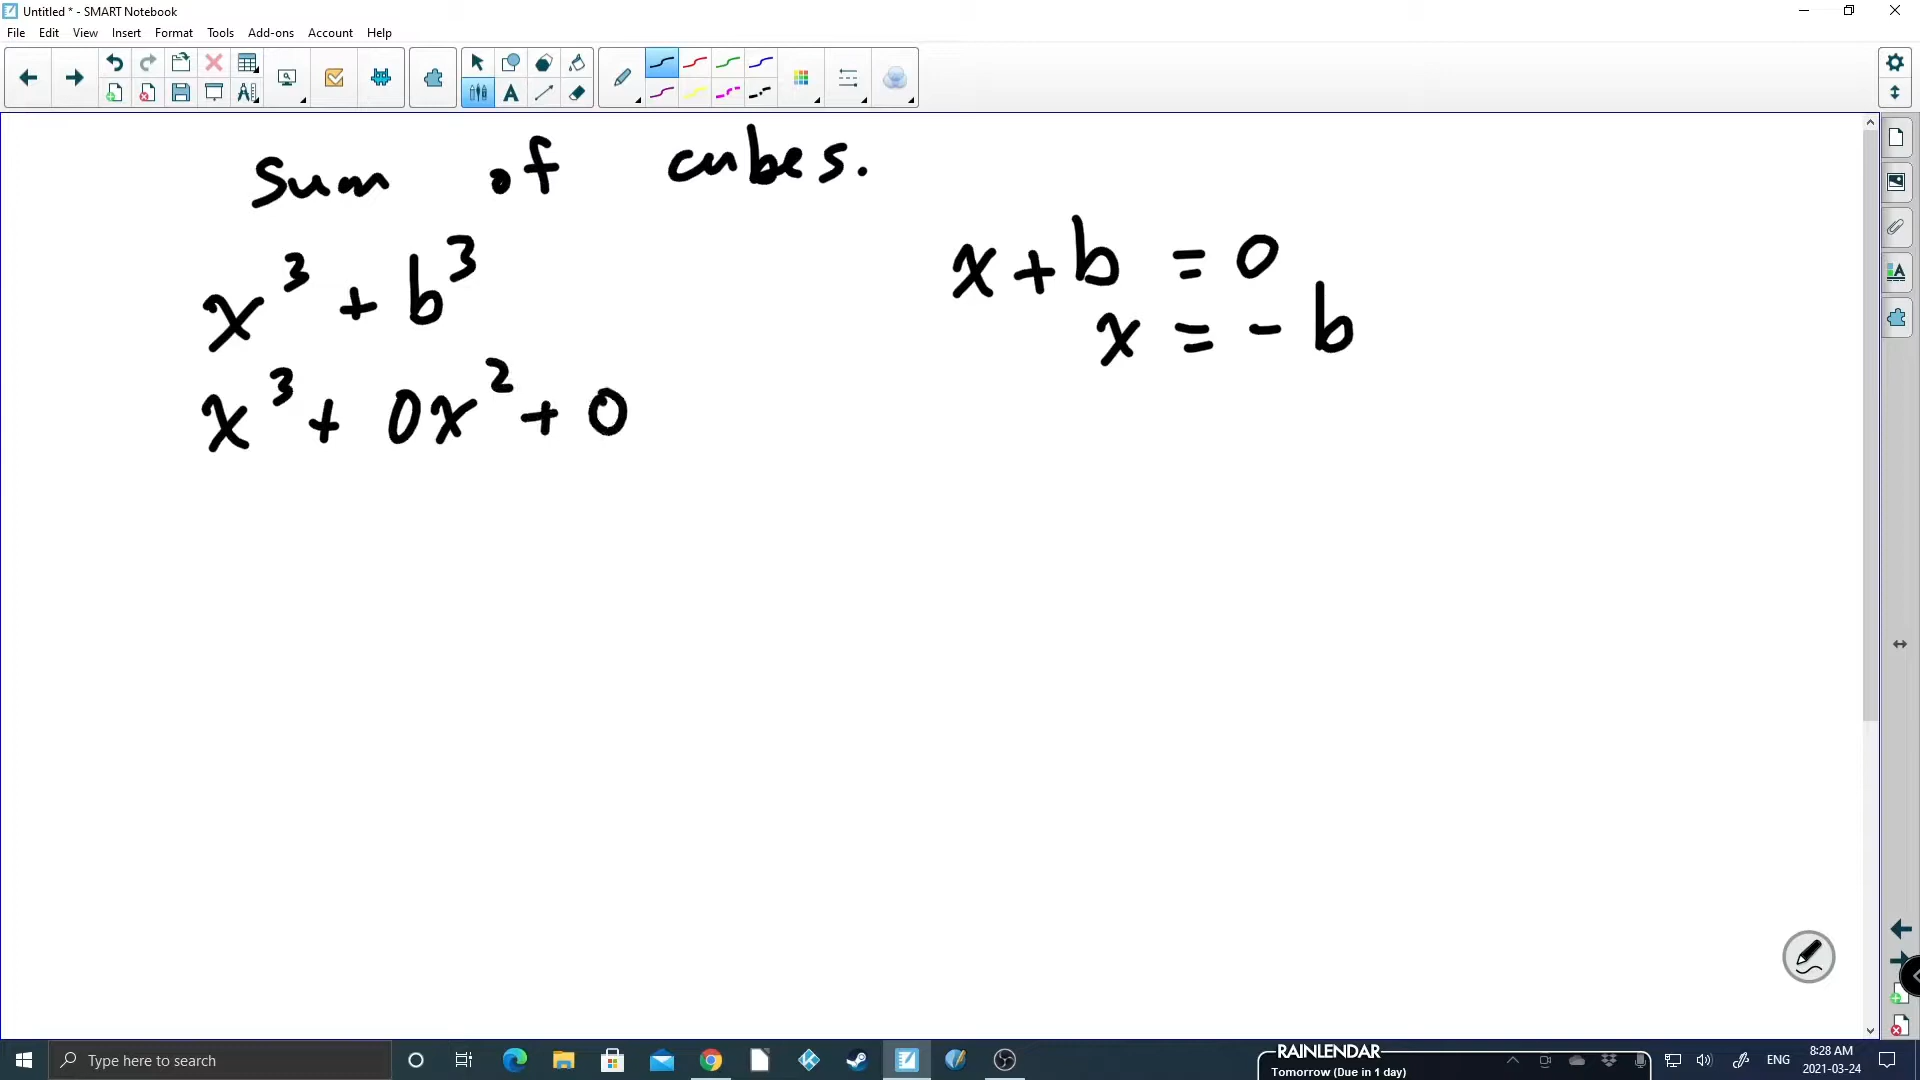 Untitled * - SMART Notebook
File Edit View Insert Format Tools Add-ons Account Help
Sum of cubes.
x³ + b³
x + b = 0
x = - b
x³ + 0x² + 0
Type here to search
RAINLENDAR
Tomorrow (Due in 1 day)
ENG
8:28 AM
2021-03-24